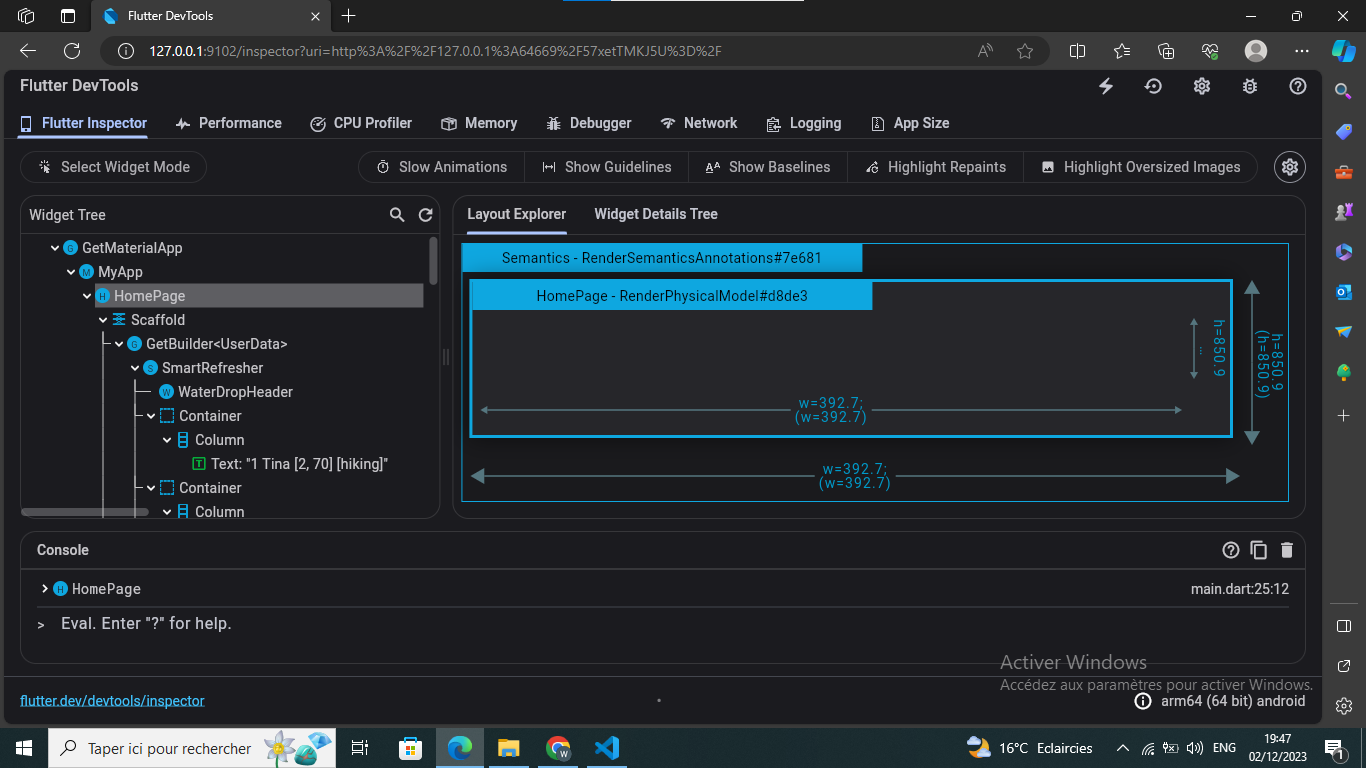 Flutter DevTools
127.0.0.1:9102/inspector?uri=http%3A%2F%2F127.0.0.1%3A64669%2F57xetTMKJ5U%3D%2F
Flutter DevTools
Flutter Inspector Performance CPU Profiler Memory Debugger Network Logging App Size
Select Widget Mode Slow Animations Show Guidelines Show Baselines Highlight Repaints Highlight Oversized Images
Widget Tree
GetMaterialApp
MyApp
HomePage
Scaffold
GetBuilder<UserData>
SmartRefresher
WaterDropHeader
Container
Column
Text: "1 Tina [2, 70] [hiking]"
Container
Column
Layout Explorer Widget Details Tree
Semantics - RenderSemanticsAnnotations#7e681
HomePage - RenderPhysicalModel#d8de3
h=850.9
...
h=850.9
(h=850.9)
w=392.7;
(w=392.7)
w=392.7;
(w=392.7)
Console
HomePage main.dart:25:12
> Eval. Enter "?" for help.
Activer Windows
Accédez aux paramètres pour activer Windows.
flutter.dev/devtools/inspector arm64 (64 bit) android
Taper ici pour rechercher 16°C Eclaircies ENG 19:47
02/12/2023
1